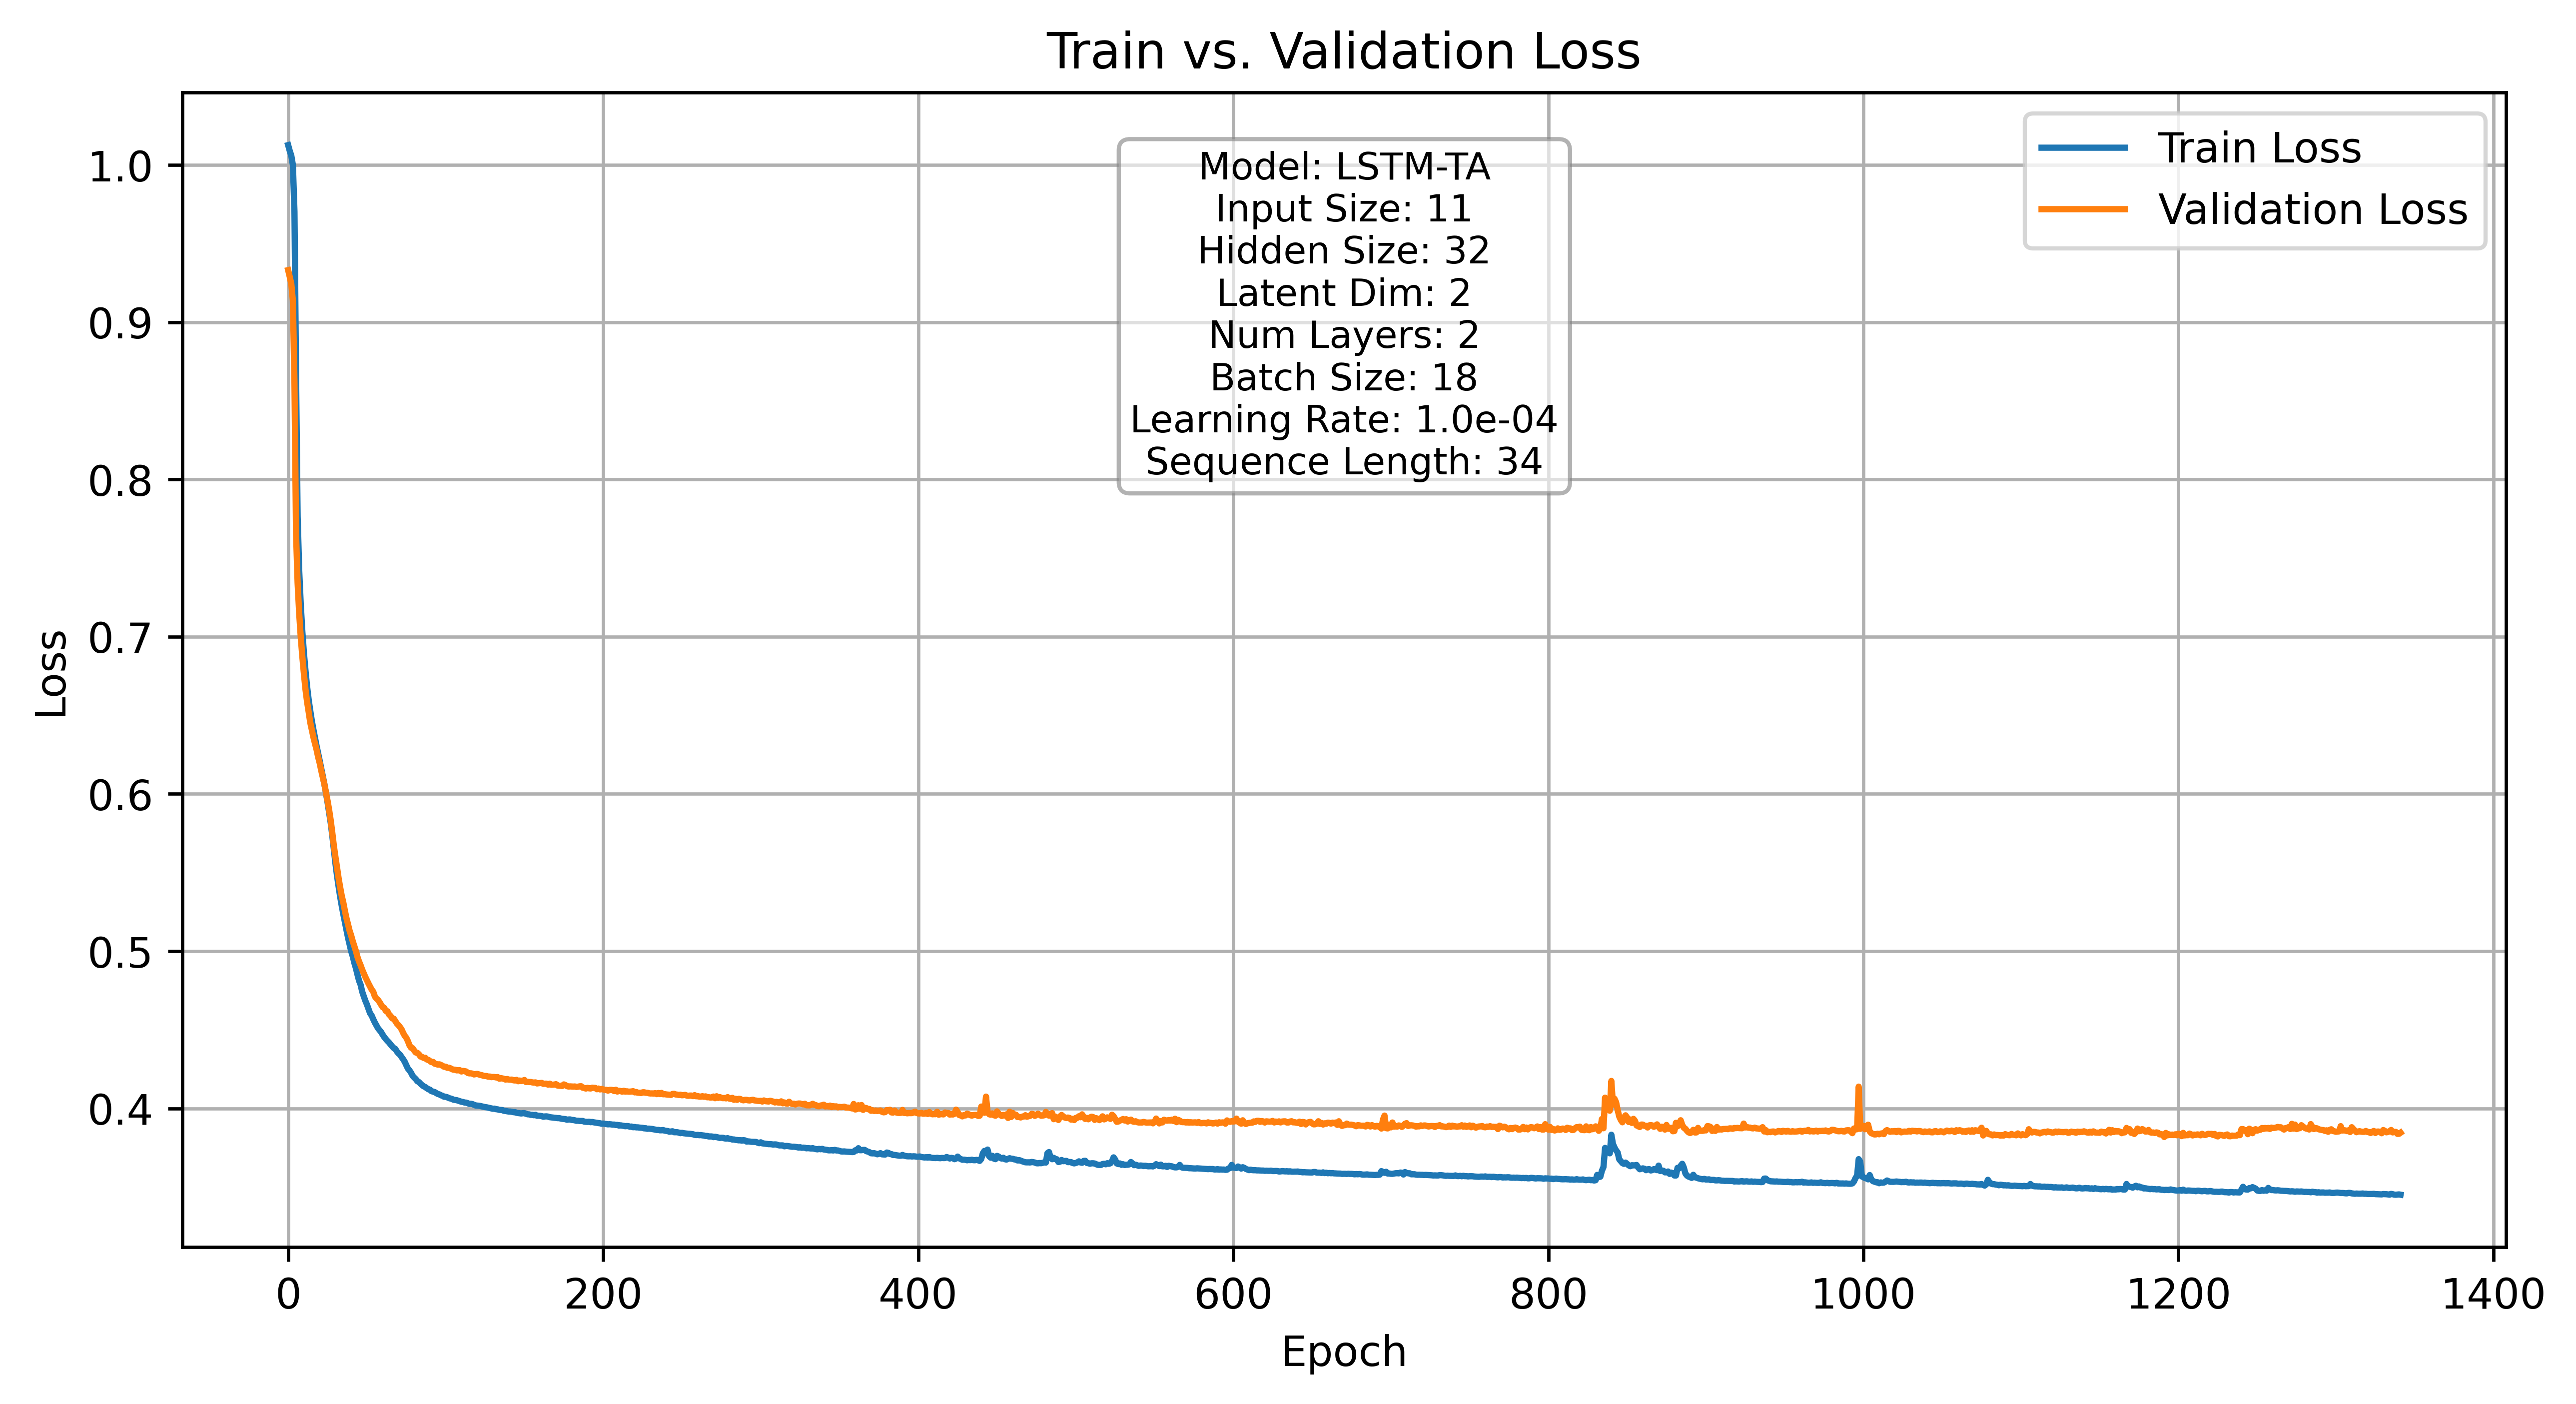 Train vs. Validation Loss
Train Loss
Validation Loss
Model: LSTM-TA
Input Size: 11
Hidden Size: 32
Latent Dim: 2
Num Layers: 2
Batch Size: 18
Learning Rate: 1.0e-04
Sequence Length: 34
Loss
1.0
0.9
0.8
0.7
0.6
0.5
0.4
0 200 400 600 800 1000 1200 1400
Epoch